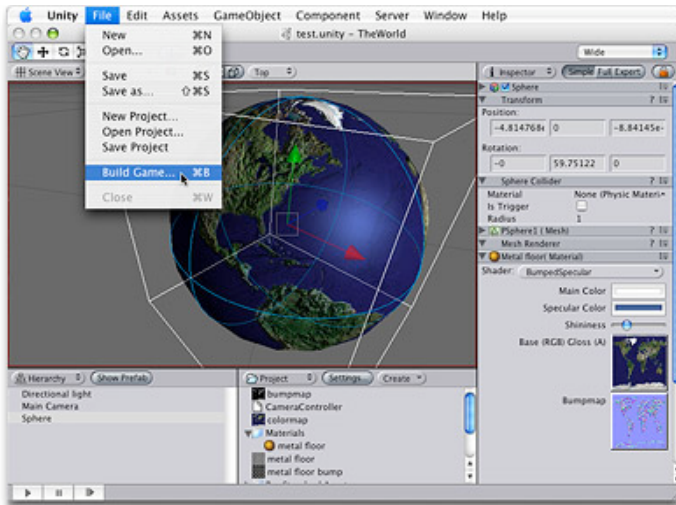 Unity File Edit Assets GameObject Component Server Window Help
test.unity - TheWorld
New ⌘N
Open... ⌘O
Save ⌘S
Save as... ⇧⌘S
New Project...
Open Project...
Save Project
Build Game... ⌘B
Close ⌘W
Wide
Scene View
Top
Inspector Simple Full Expert
Sphere
Transform ?
Position:
-4.814768e 0 -8.84145e-
Rotation:
-0 59.75122 0
Sphere Collider ?
Material None (Physic Materi
Is Trigger
Radius 1
PSphere1 (Mesh)
Mesh Renderer ?
Metal floor(Material)
Shader: BumpedSpecular
Main Color
Specular Color
Shininess
Base (RGB) Gloss (A)
Bumpmap
Hierarchy Show Prefab
Directional light
Main Camera
Sphere
Project Settings... Create
bumpmap
CameraController
colormap
Materials
metal floor
metal floor
metal floor bump